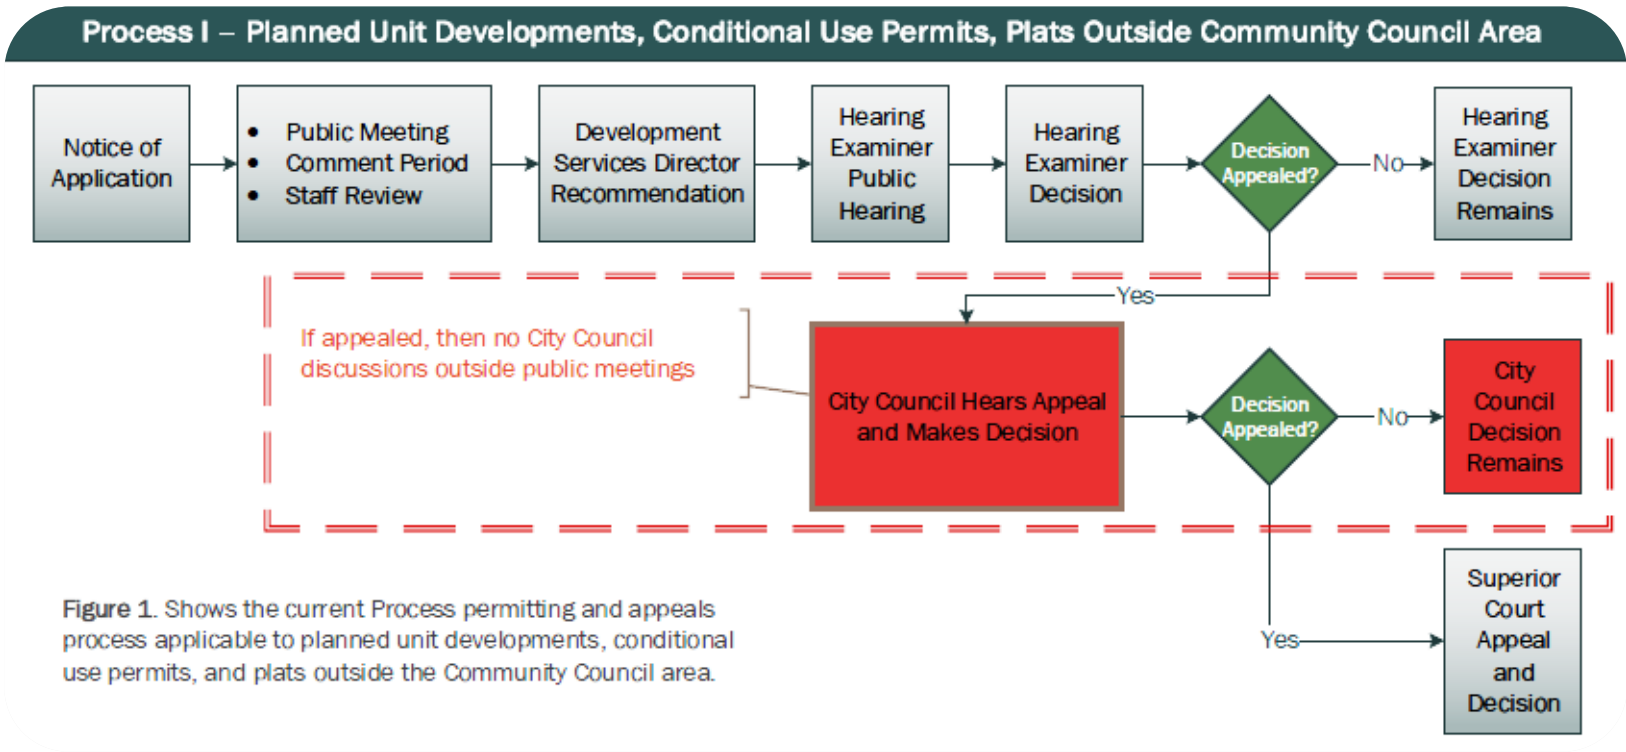 Process I – Planned Unit Developments, Conditional Use Permits, Plats Outside Community Council Area
Notice of
Application
• Public Meeting
• Comment Period
• Staff Review
Development
Services Director
Recommendation
Hearing
Examiner
Public
Hearing
Hearing
Examiner
Decision
Decision
Appealed?
No
Hearing
Examiner
Decision
Remains
Yes
If appealed, then no City Council
discussions outside public meetings
City Council Hears Appeal
and Makes Decision
Decision
Appealed?
No
City
Council
Decision
Remains
Yes
Superior
Court
Appeal
and
Decision
Figure 1. Shows the current Process permitting and appeals
process applicable to planned unit developments, conditional
use permits, and plats outside the Community Council area.